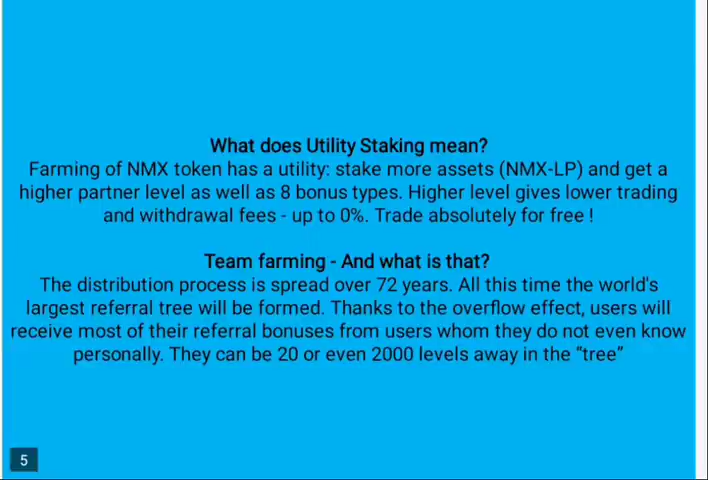 What does Utility Staking mean?
Farming of NMX token has a utility: stake more assets (NMX-LP) and get a
higher partner level as well as 8 bonus types. Higher level gives lower trading
and withdrawal fees - up to 0%. Trade absolutely for free !
Team farming - And what is that?
The distribution process is spread over 72 years. All this time the world's
largest referral tree will be formed. Thanks to the overflow effect, users will
receive most of their referral bonuses from users whom they do not even know
personally. They can be 20 or even 2000 levels away in the “tree”
5